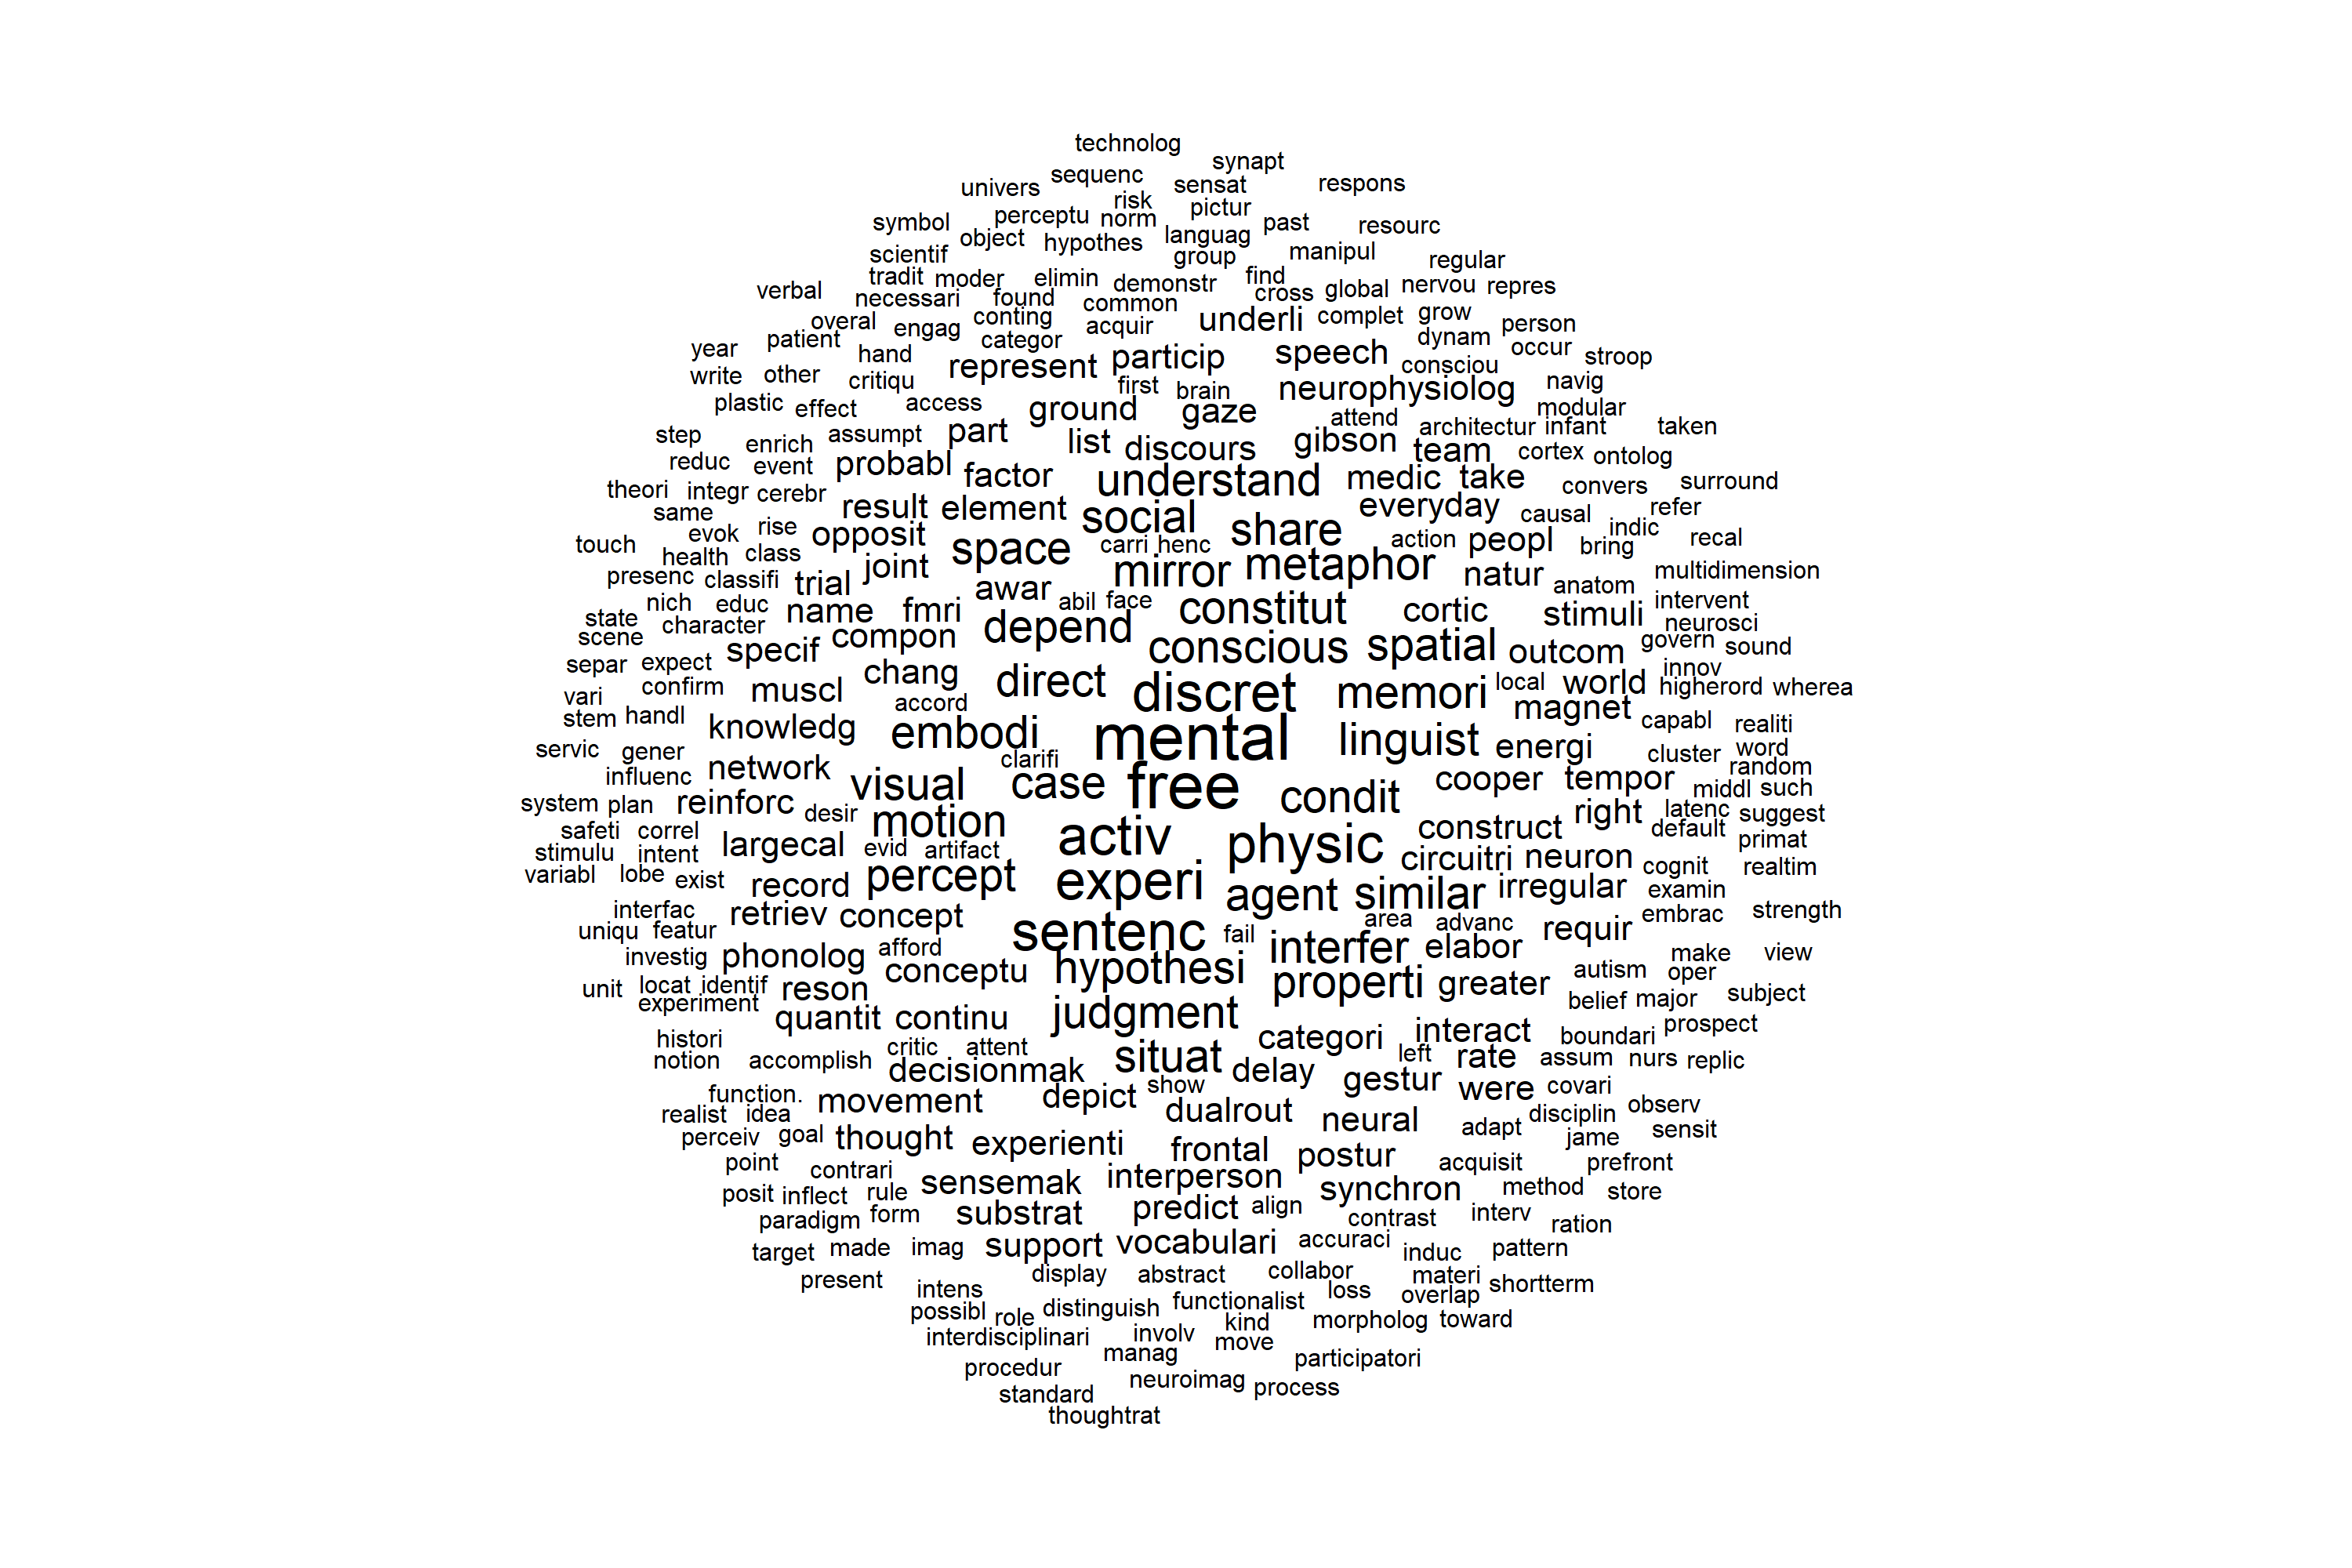 technolog
synapt
sequenc
univers sensat respons
risk
perceptu norm pictur
symbol past resourc
object hypothes languag
scientif group manipul
regular
tradit moder elimin demonstr find
verbal necessari found common cross global nervou repres
overal engag conting acquir underli complet grow person
year patient hand categor dynam occur
represent particip speech consciou stroop
write other critiqu first brain neurophysiolog navig
plastic effect access ground gaze attend modular
step enrich assumpt part list discours gibson team architectur infant taken
reduc event probabl factor cortex ontolog
theori integr cerebr understand medic take convers surround
same result element social share everyday causal refer
evok rise opposit indic
touch health class space carri henc action peopl bring recal
presenc classifi trial joint awar mirror metaphor natur anatom multidimension
nich educ name fmri abil face constitut cortic stimuli intervent
state character neurosci
scene specif compon depend conscious spatial outcom govern sound
separ expect chang innov
vari confirm muscl accord direct discret memori local world higherord wherea
stem handl knowledg embodi magnet capabl realiti
servic gener clarifi mental linguist energi cluster word
influenc network visual case free cooper tempor random
system plan reinforc desir motion condit right middl such
latenc suggest
safeti correl largecal evid artifact activ physic construct default primat
stimulu intent circuitri neuron
variabl lobe exist record percept experi cognit realtim
agent similar irregular examin
interfac retriev concept area advanc embrac strength
uniqu featur sentenc fail requir
investig phonolog afford interfer elabor make view
conceptu hypothesi autism oper
unit locat identif reson properti greater
experiment belief major subject
quantit continu judgment
histori categori interact boundari prospect
notion accomplish critic attent situat left rate assum nurs replic
decisionmak show delay gestur were covari
function. movement depict
realist idea dualrout neural disciplin observ
perceiv goal thought experienti frontal adapt jame sensit
point contrari interperson postur acquisit prefront
posit inflect rule sensemak synchron method store
paradigm form substrat predict align contrast interv ration
target made imag support vocabulari accuraci induc pattern
present intens display abstract collabor loss materi shortterm
possibl role distinguish functionalist overlap
interdisciplinari involv kind morpholog toward
manag move
procedur participatori
standard neuroimag process
thoughtrat